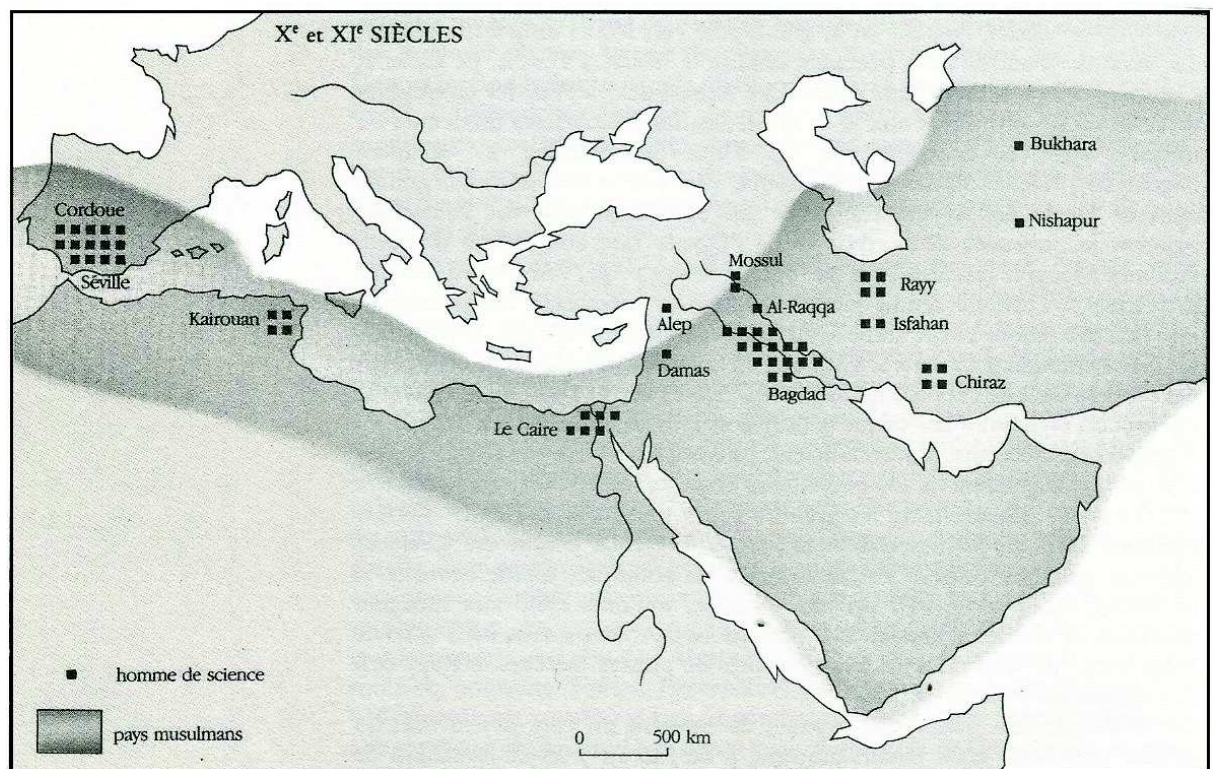 Xe et XIe SIÈCLES
Bukhara
Nishapur
Cordoue
Séville
Mossul
Rayy
Kairouan
Alep
Al-Raqqa
Isfahan
Damas
Bagdad
Chiraz
Le Caire
homme de science
pays musulmans
0 500 km